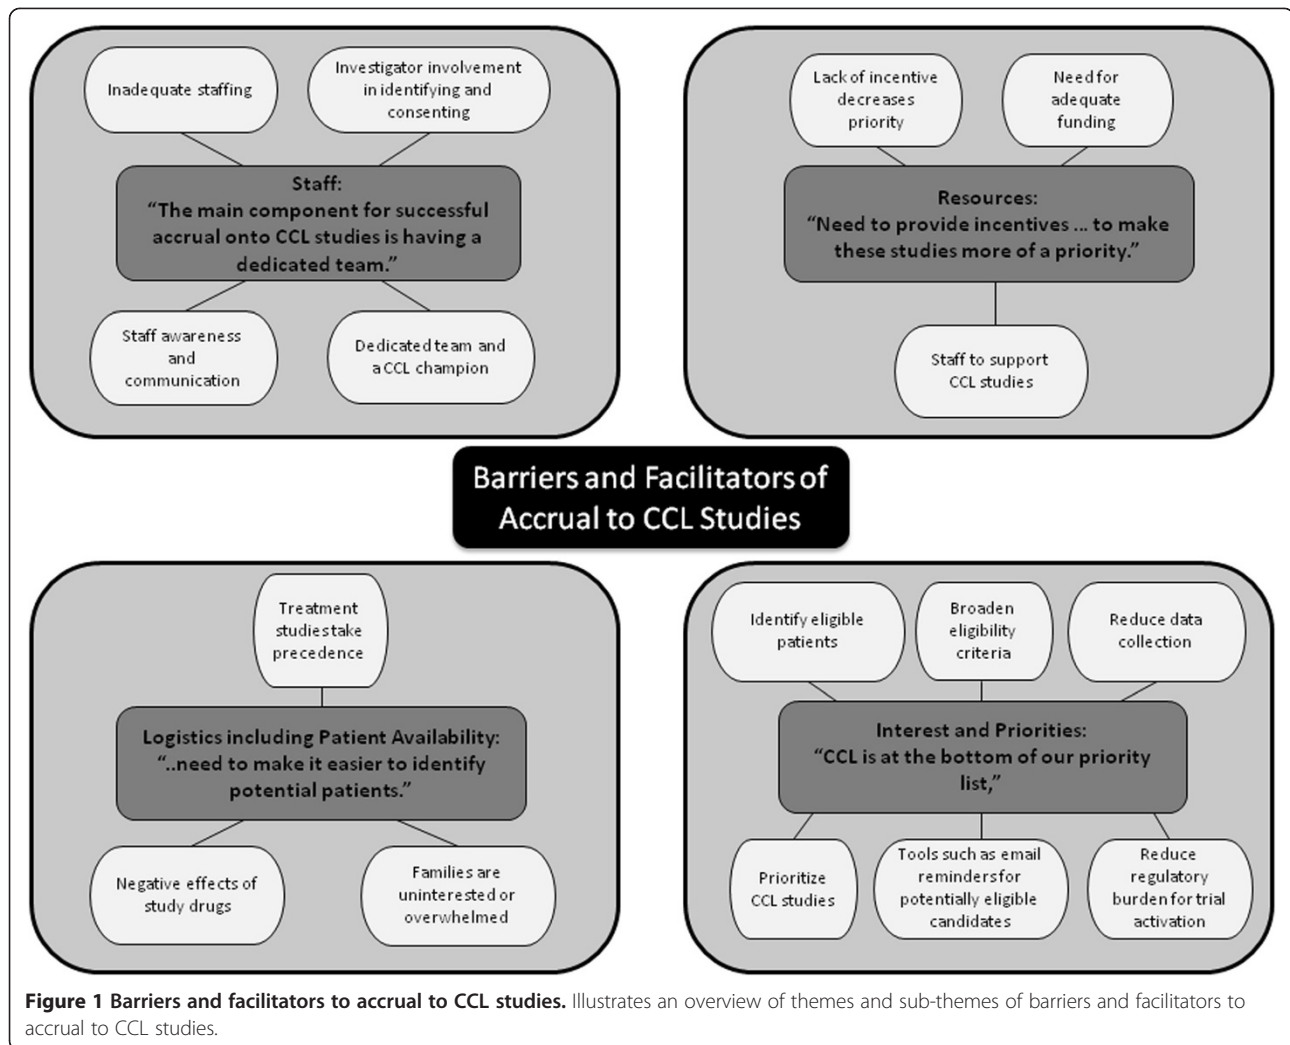 Inadequate staffing
Investigator involvement
in identifying and
consenting
Staff:
“The main component for successful
accrual onto CCL studies is having a
dedicated team.”
Staff awareness
and
communication
Dedicated team and
a CCL champion
Lack of incentive
decreases
priority
Need for
adequate
funding
Resources:
“Need to provide incentives ... to make
these studies more of a priority.”
Staff to support
CCL studies
Barriers and Facilitators of
Accrual to CCL Studies
Treatment
studies take
precedence
Logistics including Patient Availability:
“..need to make it easier to identify
potential patients.”
Negative effects of
study drugs
Families are
uninterested or
overwhelmed
Identify eligible
patients
Broaden
eligibility
criteria
Reduce data
collection
Interest and Priorities:
“CCL is at the bottom of our priority
list,”
Prioritize
CCL studies
Tools such as email
reminders for
potentially eligible
candidates
Reduce
regulatory
burden for trial
activation
Figure 1 Barriers and facilitators to accrual to CCL studies. Illustrates an overview of themes and sub-themes of barriers and facilitators to
accrual to CCL studies.